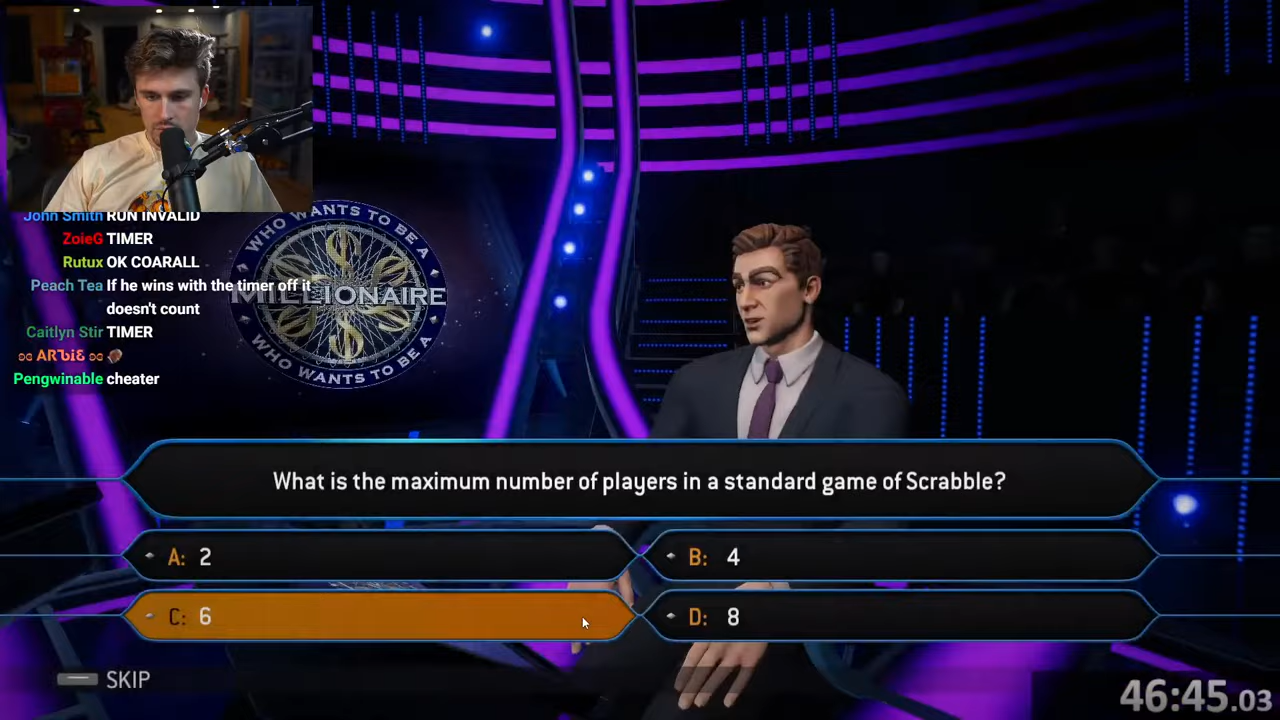 John Smith RUN INVALID
ZoieG TIMER
Rutux OK COARALL
Peach Tea If he wins with the timer off it
doesn't count
Caitlyn Stir TIMER
Pengwinable cheater
WHO WANTS TO BE A
MILLIONAIRE
WHO WANTS TO BE A
What is the maximum number of players in a standard game of Scrabble?
A: 2
B: 4
C: 6
D: 8
SKIP
46:45.03